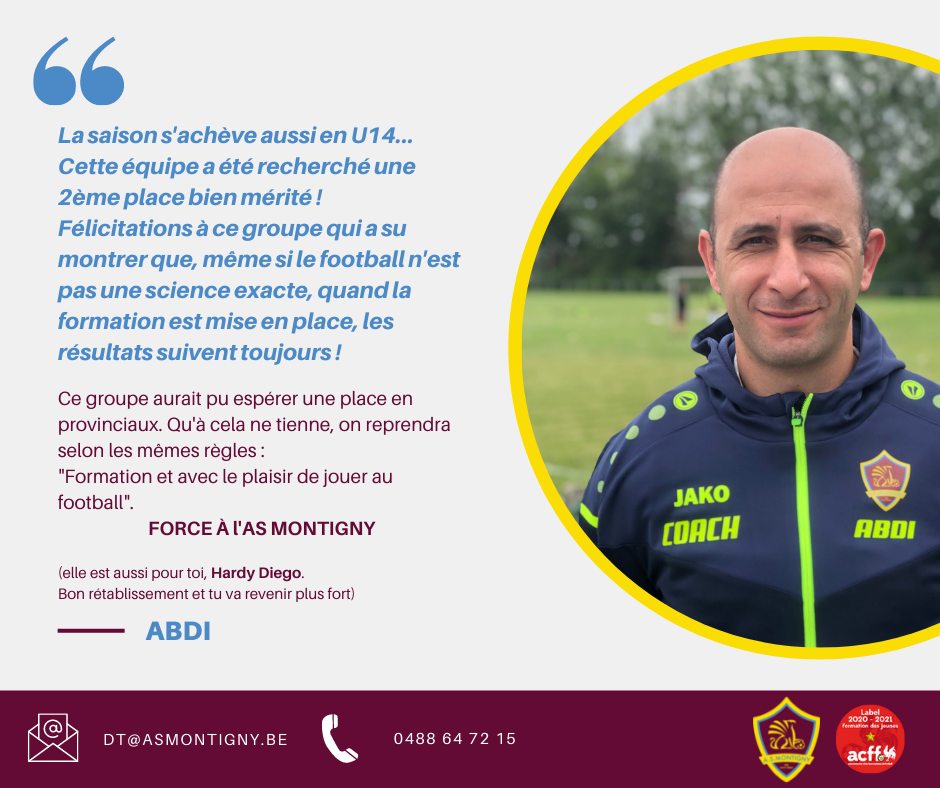 La saison s'achève aussi en U14...
Cette équipe a été recherché une
2ème place bien mérité !
Félicitations à ce groupe qui a su
montrer que, même si le football n'est
pas une science exacte, quand la
formation est mise en place, les
résultats suivent toujours !
Ce groupe aurait pu espérer une place en
provinciaux. Qu'à cela ne tienne, on reprendra
selon les mêmes règles :
"Formation et avec le plaisir de jouer au
football".
FORCE À l'AS MONTIGNY
(elle est aussi pour toi, Hardy Diego.
Bon rétablissement et tu va revenir plus fort)
ABDI
JAKO
COACH
ABDI
DT@ASMONTIGNY.BE
0488 64 72 15
A.S.MONTIGNY
Label
2020 - 2021
formation des jeunes
acff